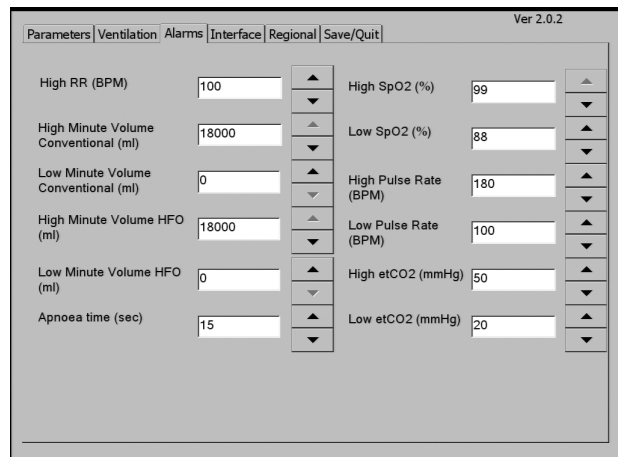 Ver 2.0.2
Parameters Ventilation Alarms Interface Regional Save/Quit
High RR (BPM) 100
High Minute Volume
Conventional (ml) 18000
Low Minute Volume
Conventional (ml) 0
High Minute Volume HFO
(ml) 18000
Low Minute Volume HFO
(ml) 0
Apnoea time (sec) 15
High SpO2 (%) 99
Low SpO2 (%) 88
High Pulse Rate
(BPM) 180
Low Pulse Rate
(BPM) 100
High etCO2 (mmHg) 50
Low etCO2 (mmHg) 20